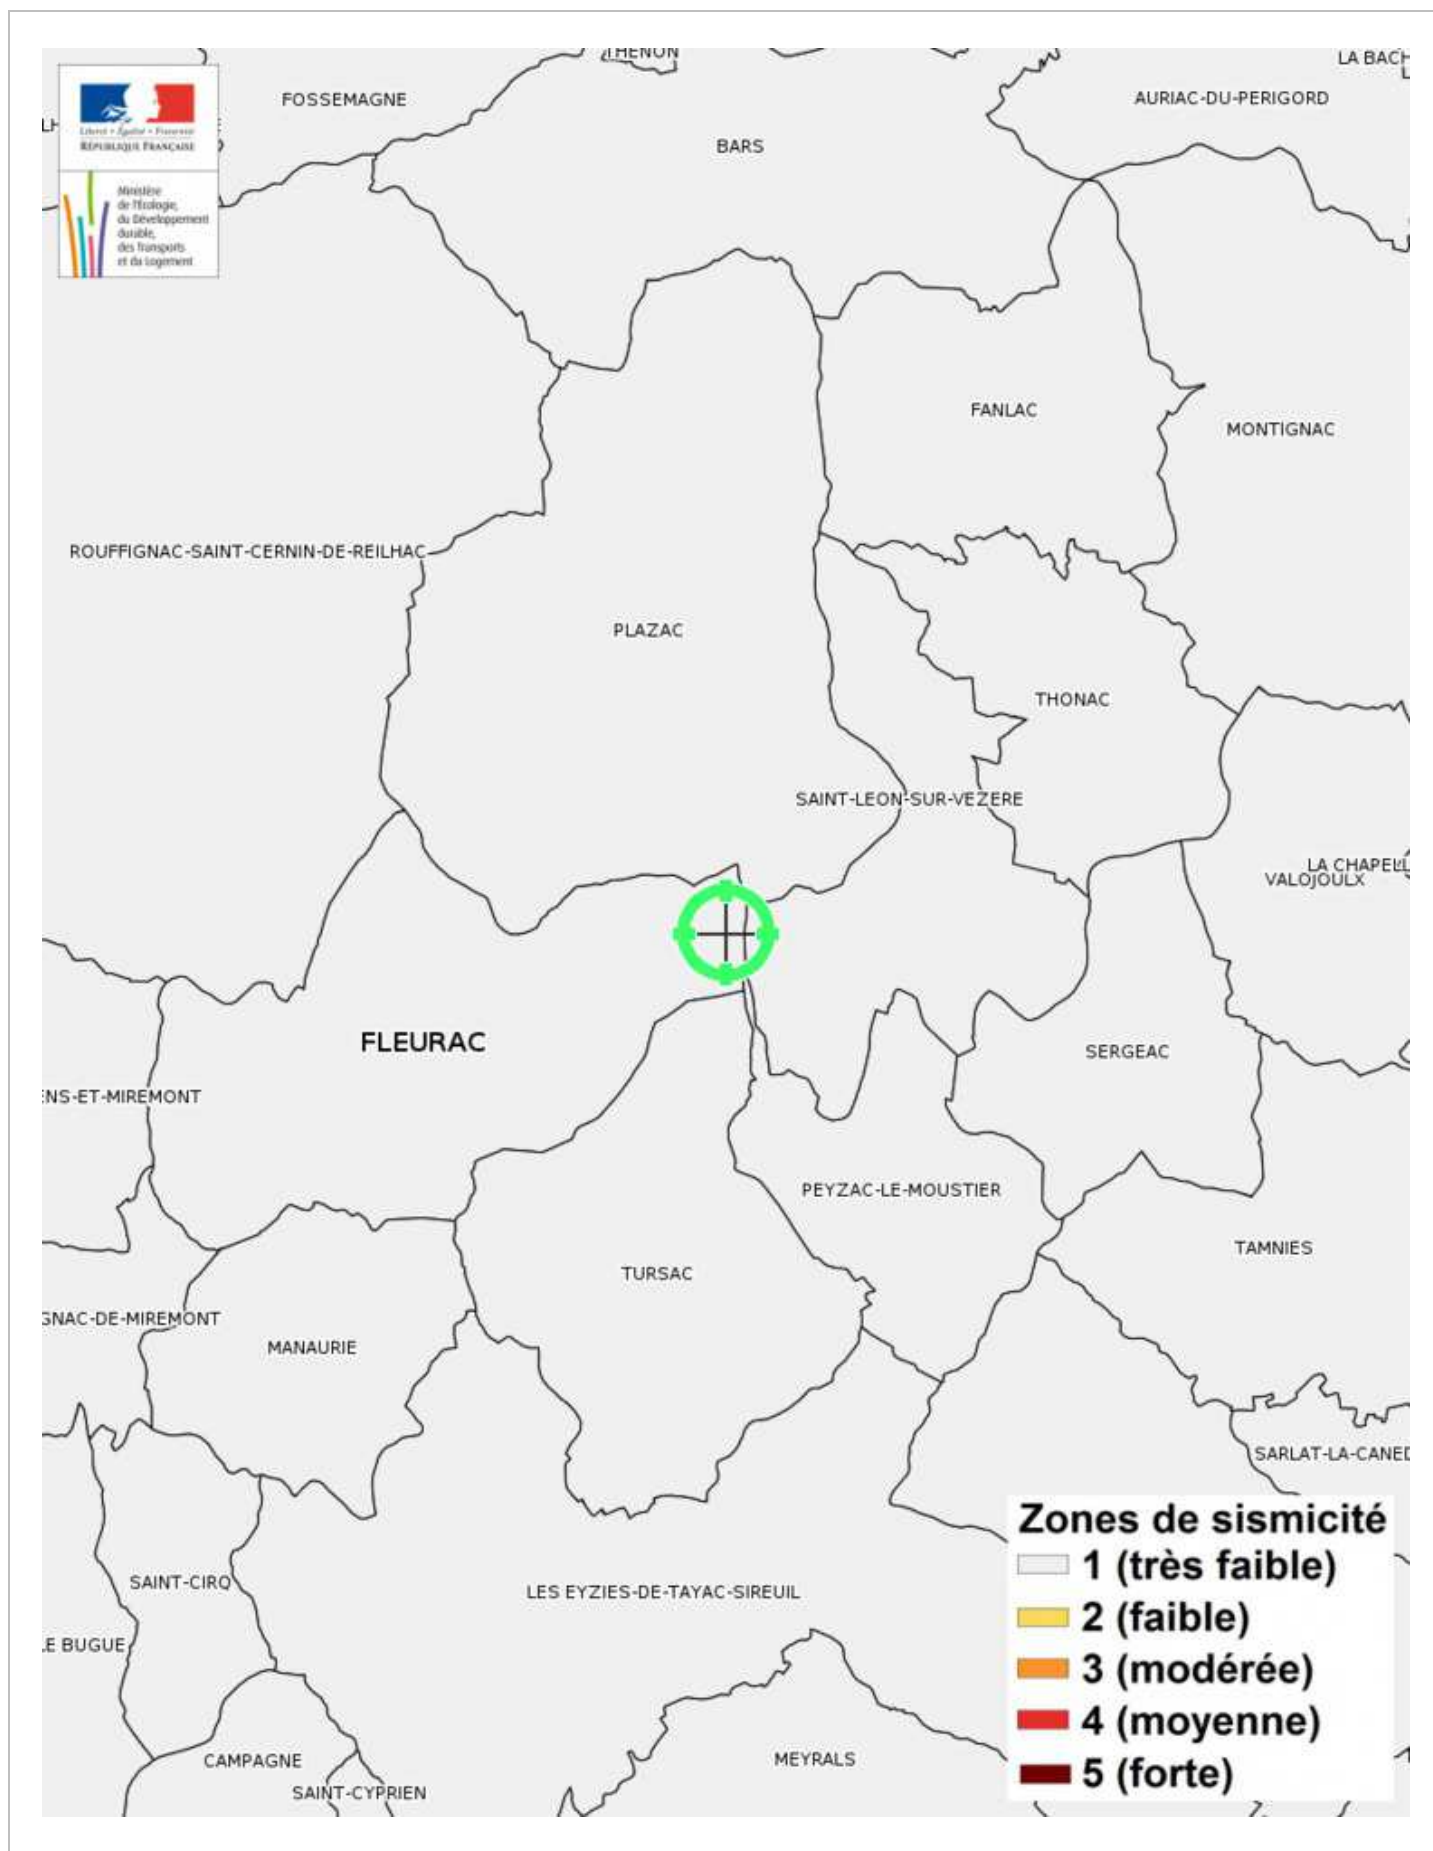 THENON
LA BACH
FOSSEMAGNE
AURIAC-DU-PERIGORD
Liberté • Égalité • Fraternité
RÉPUBLIQUE FRANÇAISE
BARS
Ministère
de l'Écologie,
du Développement
durable,
des Transports
et du Logement
FANLAC
MONTIGNAC
ROUFFIGNAC-SAINT-CERNIN-DE-REILHAC
PLAZAC
THONAC
SAINT-LEON-SUR-VEZERE
LA CHAPELL
VALOJOULX
FLEURAC
SERGEAC
ENS-ET-MIREMONT
PEYZAC-LE-MOUSTIER
TAMNIES
TURSAC
GNAC-DE-MIREMONT
MANAURIE
SARLAT-LA-CANED
Zones de sismicité
1 (très faible)
2 (faible)
3 (modérée)
4 (moyenne)
5 (forte)
SAINT-CIRQ
LES EYZIES-DE-TAYAC-SIREUIL
LE BUGUE
CAMPAGNE
MEYRALS
SAINT-CYPRIEN